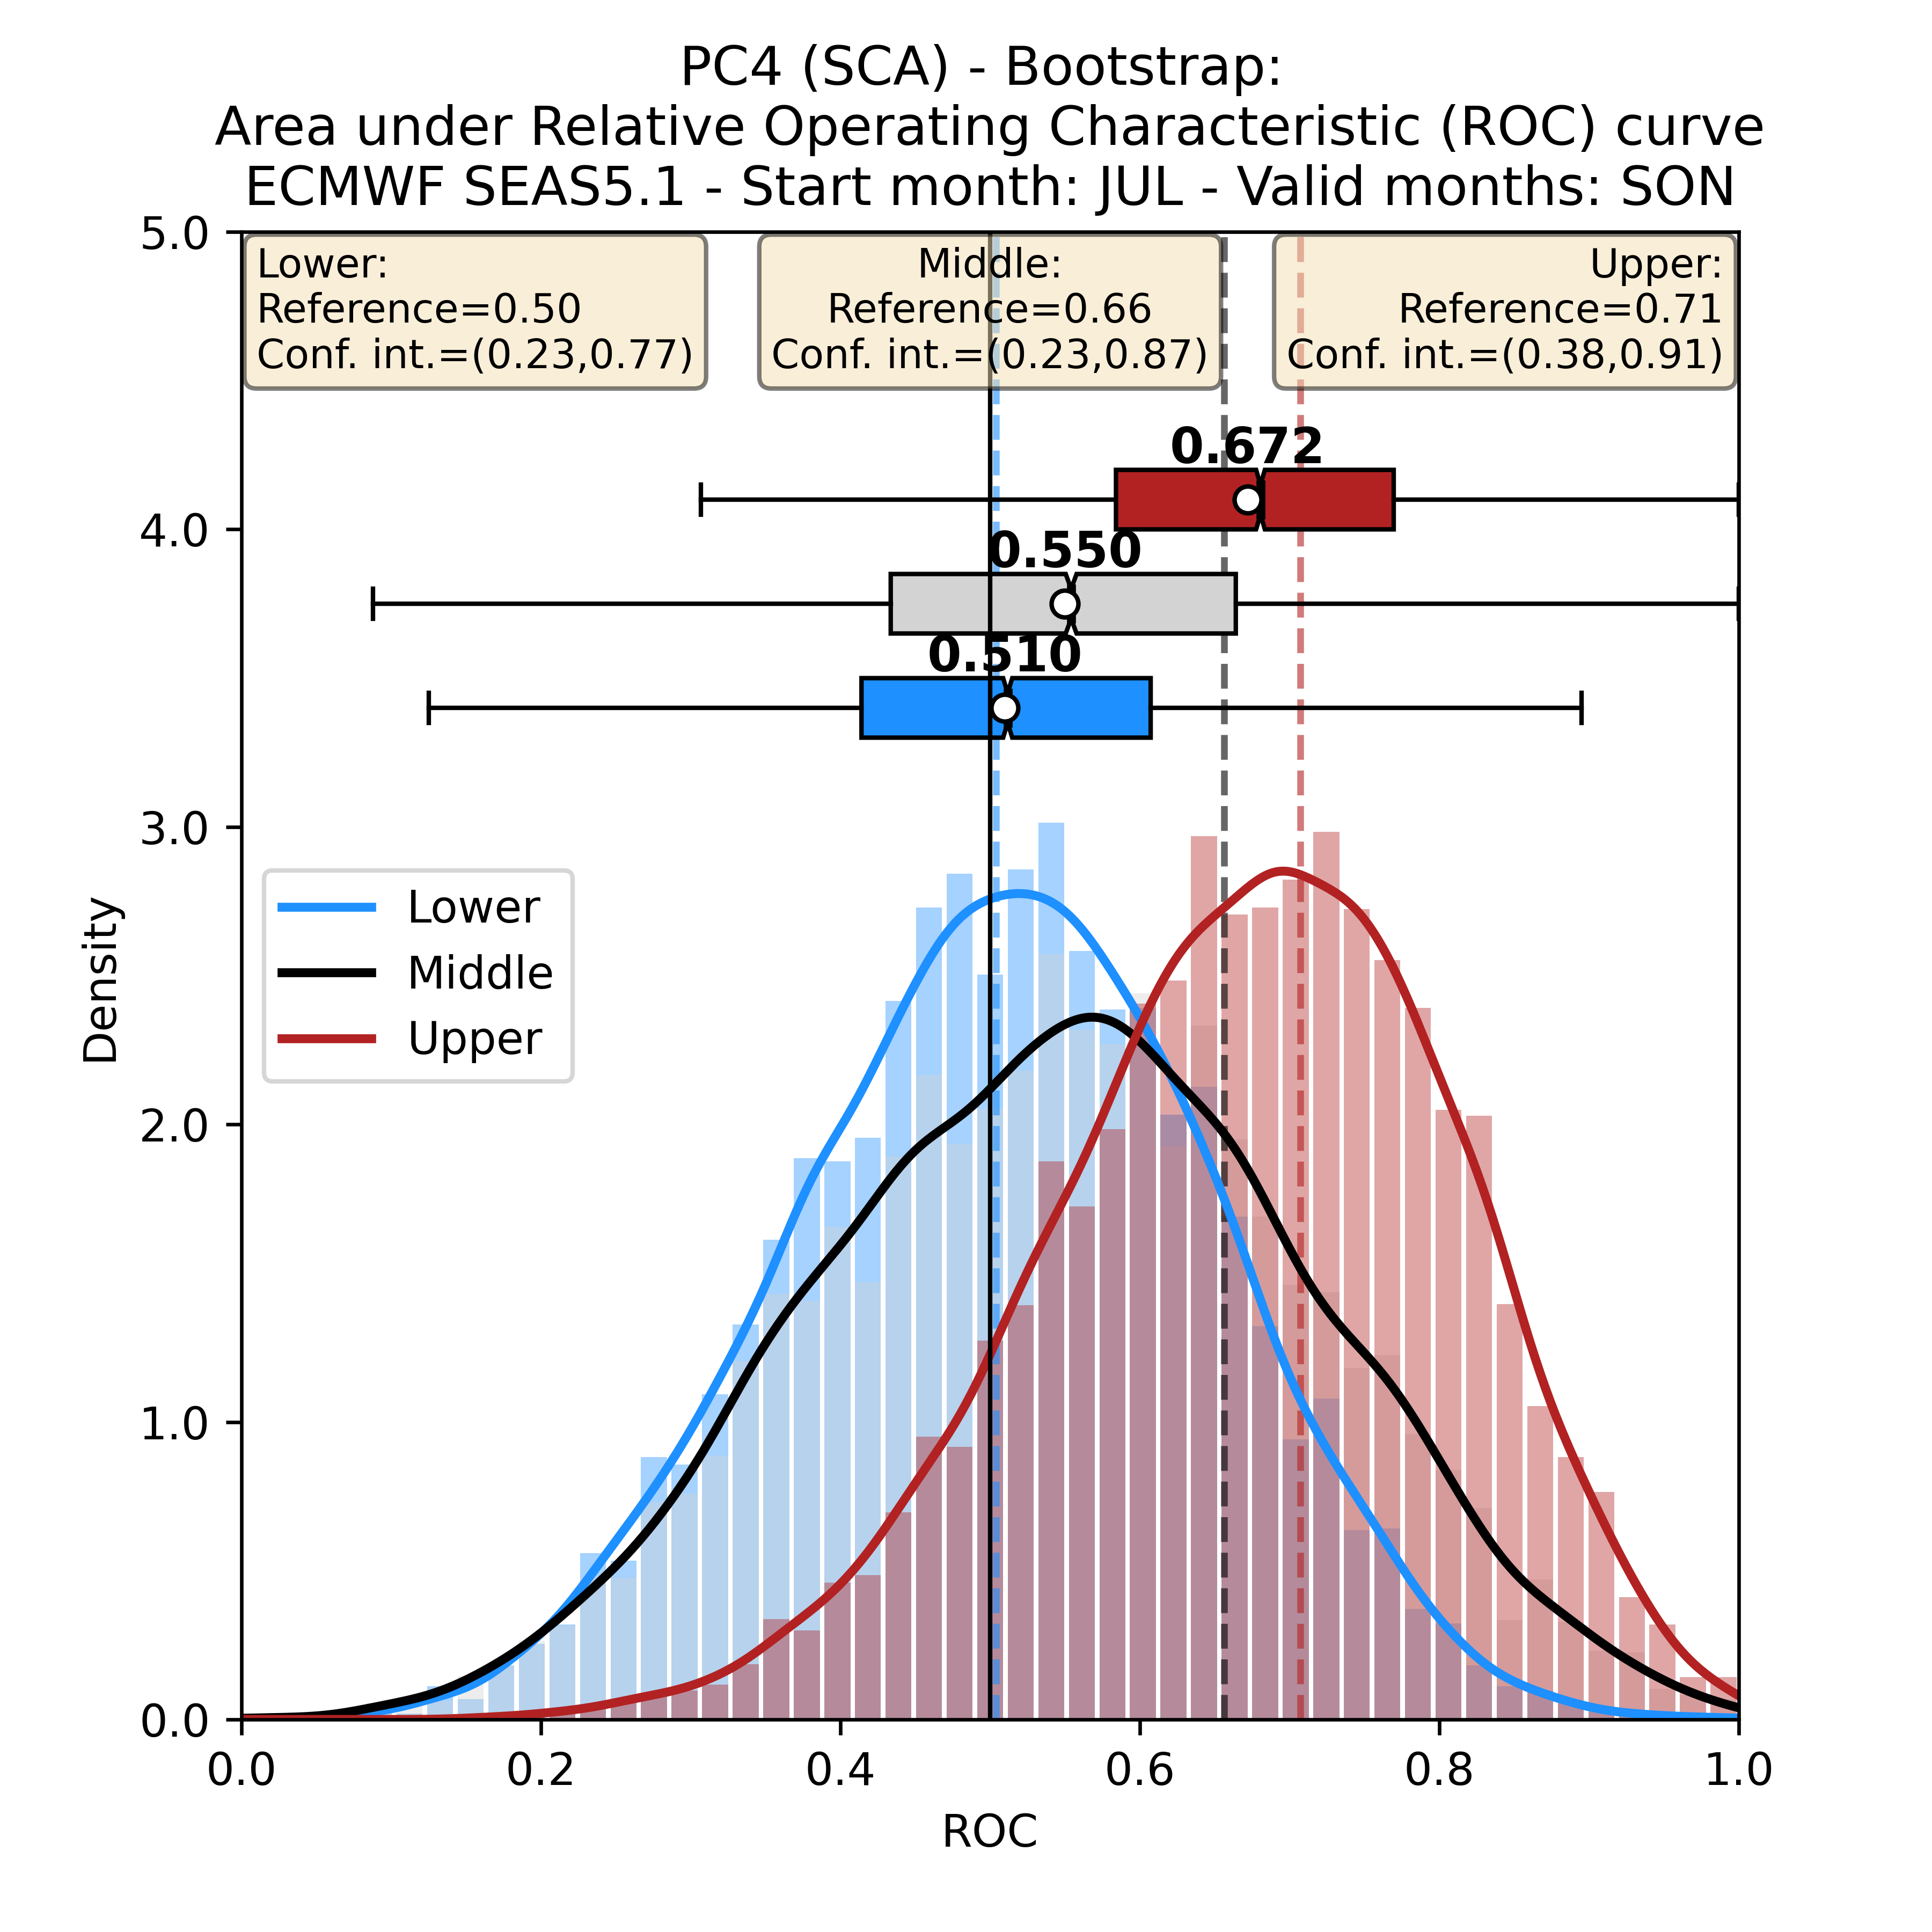 PC4 (SCA) - Bootstrap:
Area under Relative Operating Characteristic (ROC) curve
ECMWF SEAS5.1 - Start month: JUL - Valid months: SON
Lower:
Reference=0.50
Conf. int.=(0.23,0.77)
Middle:
Reference=0.66
Conf. int.=(0.23,0.87)
Upper:
Reference=0.71
Conf. int.=(0.38,0.91)
0.672
0.550
0.510
Lower
Middle
Upper
5.0
4.0
3.0
2.0
1.0
0.0
Density
0.0 0.2 0.4 0.6 0.8 1.0
ROC